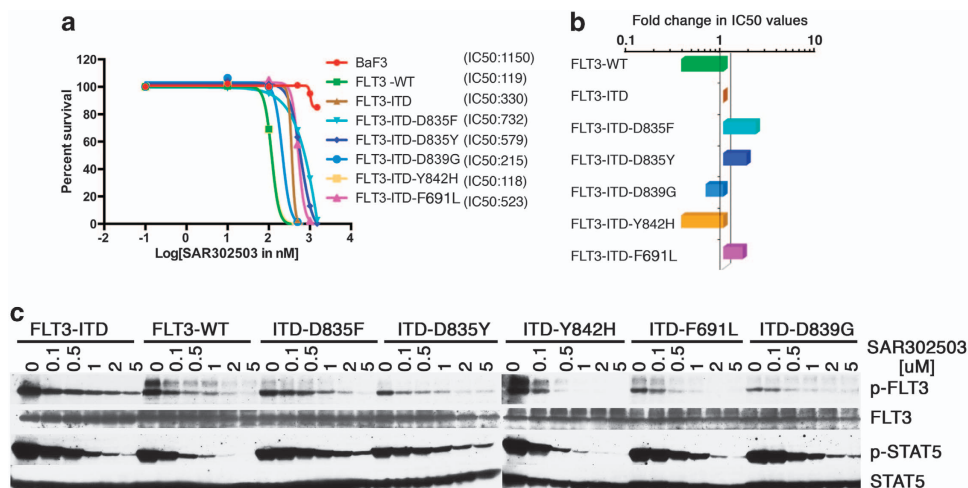 a
120
100
80
60
40
20
0
-2 -1 0 1 2 3 4
Percent survival
Log[SAR302503 in nM]
BaF3 (IC50:1150)
FLT3 -WT (IC50:119)
FLT3-ITD (IC50:330)
FLT3-ITD-D835F (IC50:732)
FLT3-ITD-D835Y (IC50:579)
FLT3-ITD-D839G (IC50:215)
FLT3-ITD-Y842H (IC50:118)
FLT3-ITD-F691L (IC50:523)
b
Fold change in IC50 values
0.1 1 10
FLT3-WT
FLT3-ITD
FLT3-ITD-D835F
FLT3-ITD-D835Y
FLT3-ITD-D839G
FLT3-ITD-Y842H
FLT3-ITD-F691L
c
FLT3-ITD FLT3-WT ITD-D835F ITD-D835Y ITD-Y842H ITD-F691L ITD-D839G
0 0.1 0.5 1 2 5 0 0.1 0.5 1 2 5 0 0.1 0.5 1 2 5 0 0.1 0.5 1 2 5 0 0.1 0.5 1 2 5 0 0.1 0.5 1 2 5 0 0.1 0.5 1 2 5
SAR302503
[uM]
p-FLT3
FLT3
p-STAT5
STAT5